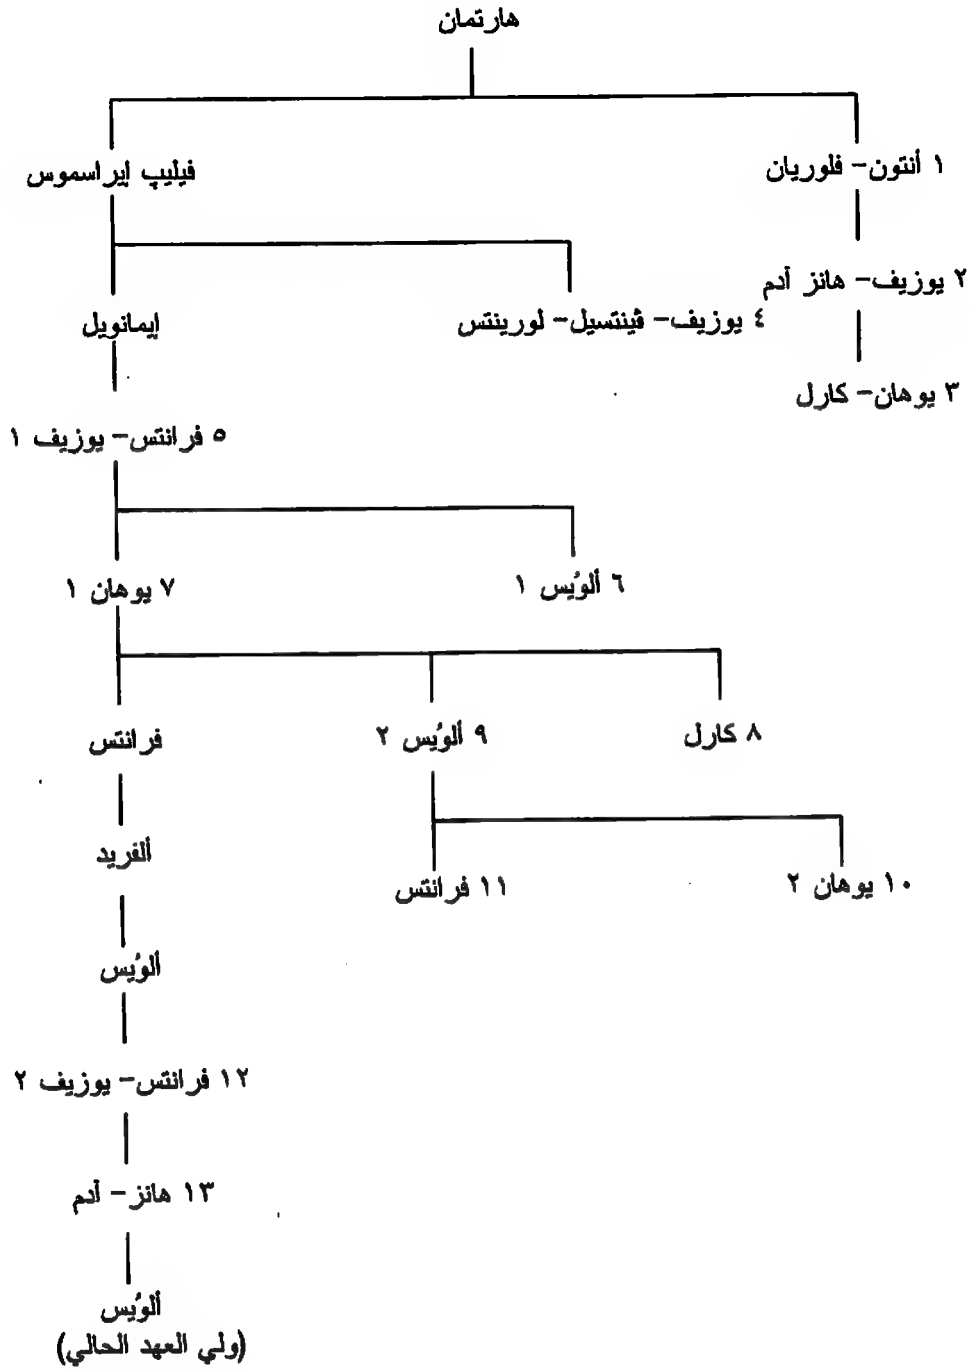 هارتمان
١ أنتون- فلوريان
فيليپ إيراسموس
٢ يوزيف- هانز آدم
٤ يوزيف- ڤينتسيل- لورينتس
إيمانويل
٣ يوهان- كارل
٥ فرانتس- يوزيف ١
٦ ألوُيس ١
٧ يوهان ١
٨ كارل
٩ ألوُيس ٢
فرانتس
ألفريد
١٠ يوهان ٢
١١ فرانتس
ألوُيس
١٢ فرانتس- يوزيف ٢
١٣ هانز- آدم
ألوُيس
(ولي العهد الحالي)